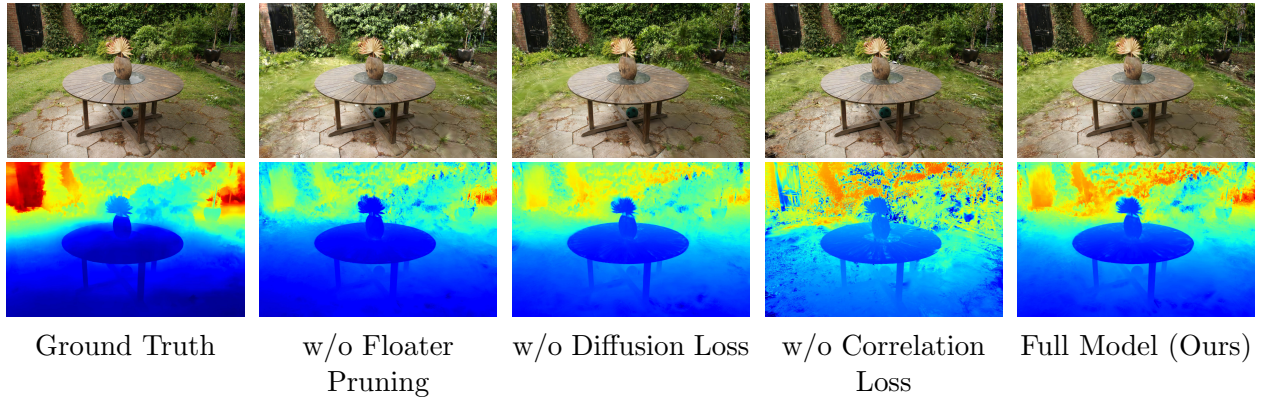 Ground Truth
w/o Floater
Pruning
w/o Diffusion Loss
w/o Correlation
Loss
Full Model (Ours)